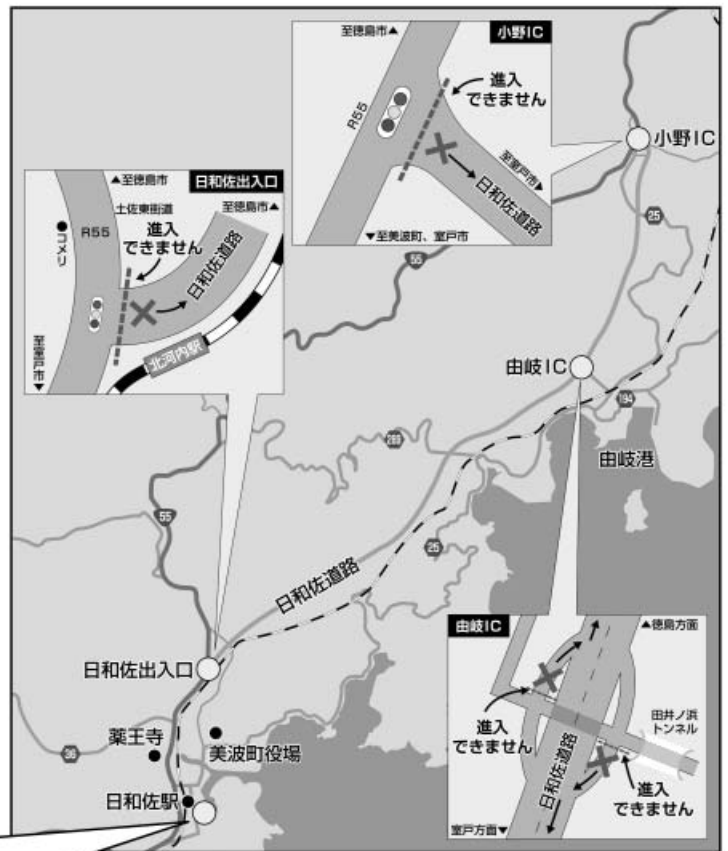 至徳島市▲
小野IC
R55
進入
できません
至室戸市▶
日和佐道路
▼至美波町、室戸市
小野IC
25
55
▲至徳島市
日和佐出入口
土佐東街道
至徳島市▲
コメリ
R55
進入
できません
日和佐道路
至室戸市▼
北河内駅
由岐IC
194
由岐港
25
55
日和佐道路
日和佐出入口
薬王寺
美波町役場
36
日和佐駅
由岐IC
▲徳島方面
進入
できません
田井ノ浜
トンネル
日和佐道路
進入
できません
室戸方面▼